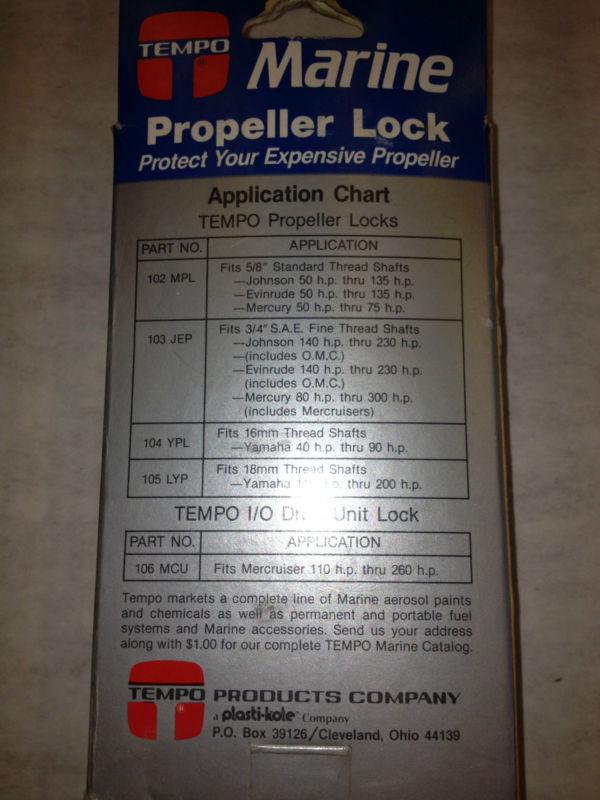 TEMPO
Marine
Propeller Lock
Protect Your Expensive Propeller
Application Chart
TEMPO Propeller Locks
PART NO. APPLICATION
102 MPL Fits 5/8" Standard Thread Shafts
—Johnson 50 h.p. thru 135 h.p.
—Evinrude 50 h.p. thru 135 h.p.
—Mercury 50 h.p. thru 75 h.p.
103 JEP Fits 3/4" S.A.E. Fine Thread Shafts
—Johnson 140 h.p. thru 230 h.p.
—(includes O.M.C.)
—Evinrude 140 h.p. thru 230 h.p.
(includes O.M.C.)
—Mercury 80 h.p. thru 300 h.p.
(includes Mercruisers)
104 YPL Fits 16mm Thread Shafts
—Yamaha 40 h.p. thru 90 h.p.
105 LYP Fits 18mm Thread Shafts
—Yamaha thru 200 h.p.
TEMPO I/O Unit Lock
PART NO. APPLICATION
106 MCU Fits Mercruiser 110 h.p. thru 260 h.p.
Tempo markets a complete line of Marine aerosol paints
and chemicals as well as permanent and portable fuel
systems and Marine accessories. Send us your address
along with $1.00 for our complete TEMPO Marine Catalog.
TEMPO PRODUCTS COMPANY
a plasti-kote Company
P.O. Box 39126/Cleveland, Ohio 44139